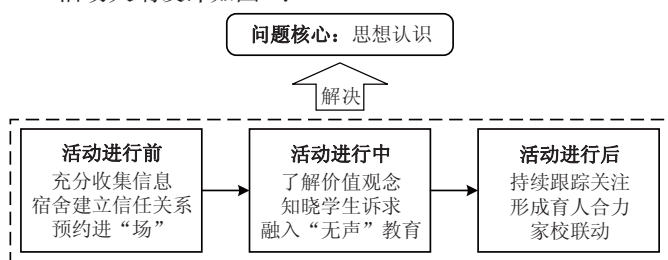 问题核心：思想认识
解决
活动进行前
充分收集信息
宿舍建立信任关系
预约进“场”
活动进行中
了解价值观念
知晓学生诉求
融入“无声”教育
活动进行后
持续跟踪关注
形成育人合力
家校联动